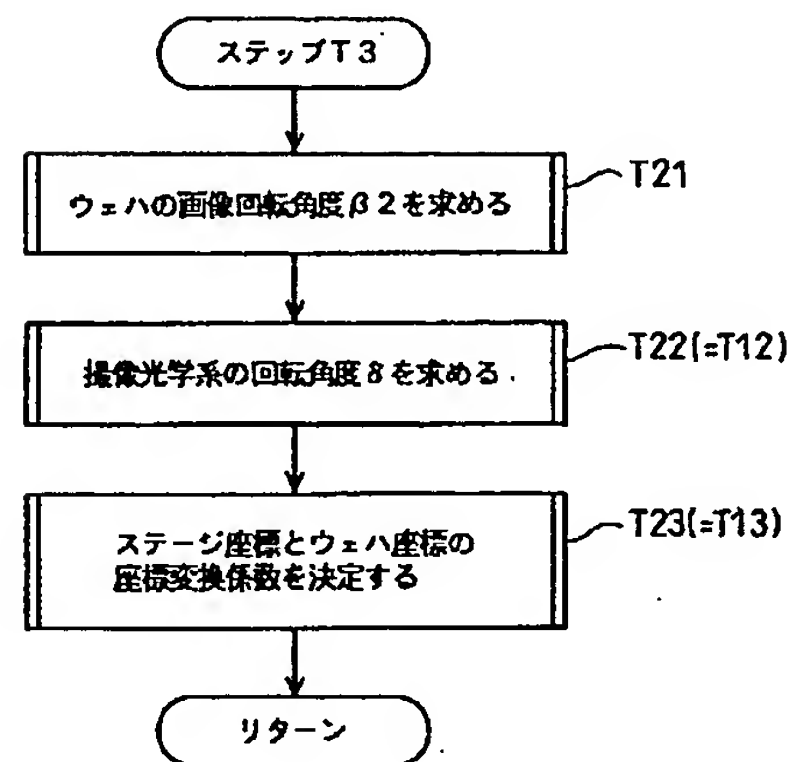 ステップT3
ウェハの画像回転角度β2を求める
T21
撮像光学系の回転角度δを求める
T22(=T12)
ステージ座標とウェハ座標の
座標変換係数を決定する
T23(=T13)
リターン